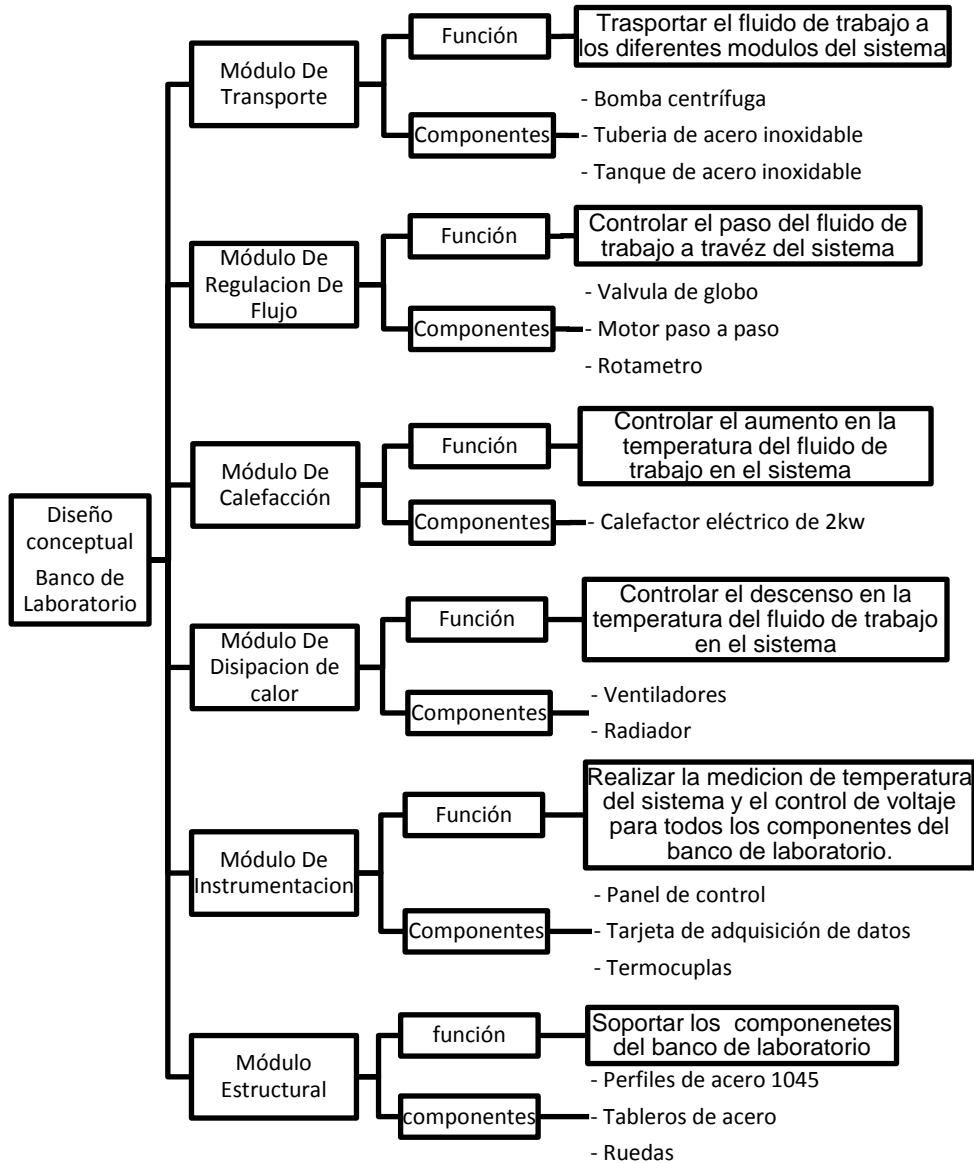 Diseño
conceptual
Banco de
Laboratorio
Módulo De
Transporte
Función
Trasportar el fluido de trabajo a
los diferentes modulos del sistema
Componentes
- Bomba centrífuga
- Tuberia de acero inoxidable
- Tanque de acero inoxidable
Módulo De
Regulacion De
Flujo
Función
Controlar el paso del fluido de
trabajo a travéz del sistema
Componentes
- Valvula de globo
- Motor paso a paso
- Rotametro
Módulo De
Calefacción
Función
Controlar el aumento en la
temperatura del fluido de
trabajo en el sistema
Componentes
- Calefactor eléctrico de 2kw
Módulo De
Disipacion de
calor
Función
Controlar el descenso en la
temperatura del fluido de trabajo
en el sistema
Componentes
- Ventiladores
- Radiador
Módulo De
Instrumentacion
Función
Realizar la medicion de temperatura
del sistema y el control de voltaje
para todos los componentes del
banco de laboratorio.
Componentes
- Panel de control
- Tarjeta de adquisición de datos
- Termocuplas
Módulo
Estructural
función
Soportar los componenetes
del banco de laboratorio
componentes
- Perfiles de acero 1045
- Tableros de acero
- Ruedas